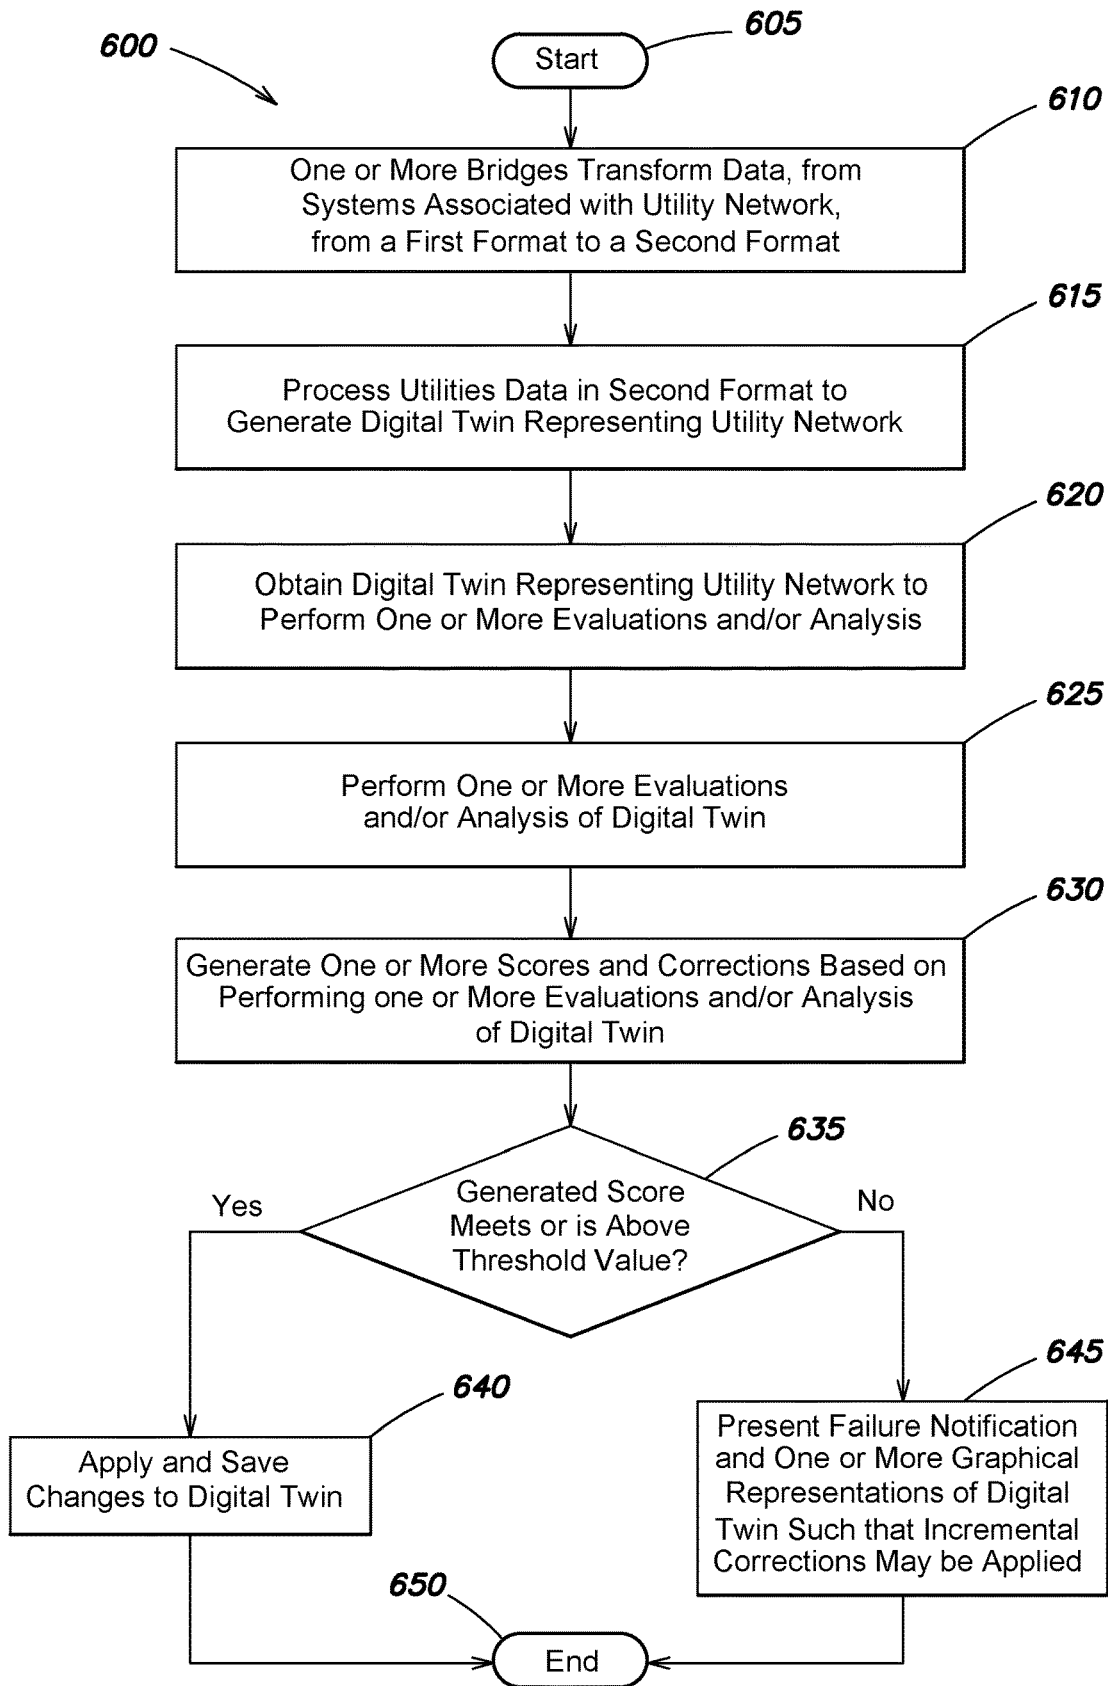 600
605
Start
610
One or More Bridges Transform Data, from
Systems Associated with Utility Network,
from a First Format to a Second Format
615
Process Utilities Data in Second Format to
Generate Digital Twin Representing Utility Network
620
Obtain Digital Twin Representing Utility Network to
Perform One or More Evaluations and/or Analysis
625
Perform One or More Evaluations
and/or Analysis of Digital Twin
630
Generate One or More Scores and Corrections Based on
Performing one or More Evaluations and/or Analysis
of Digital Twin
635
Generated Score
Meets or is Above
Threshold Value?
Yes
No
640
Apply and Save
Changes to Digital Twin
645
Present Failure Notification
and One or More Graphical
Representations of Digital
Twin Such that Incremental
Corrections May be Applied
650
End